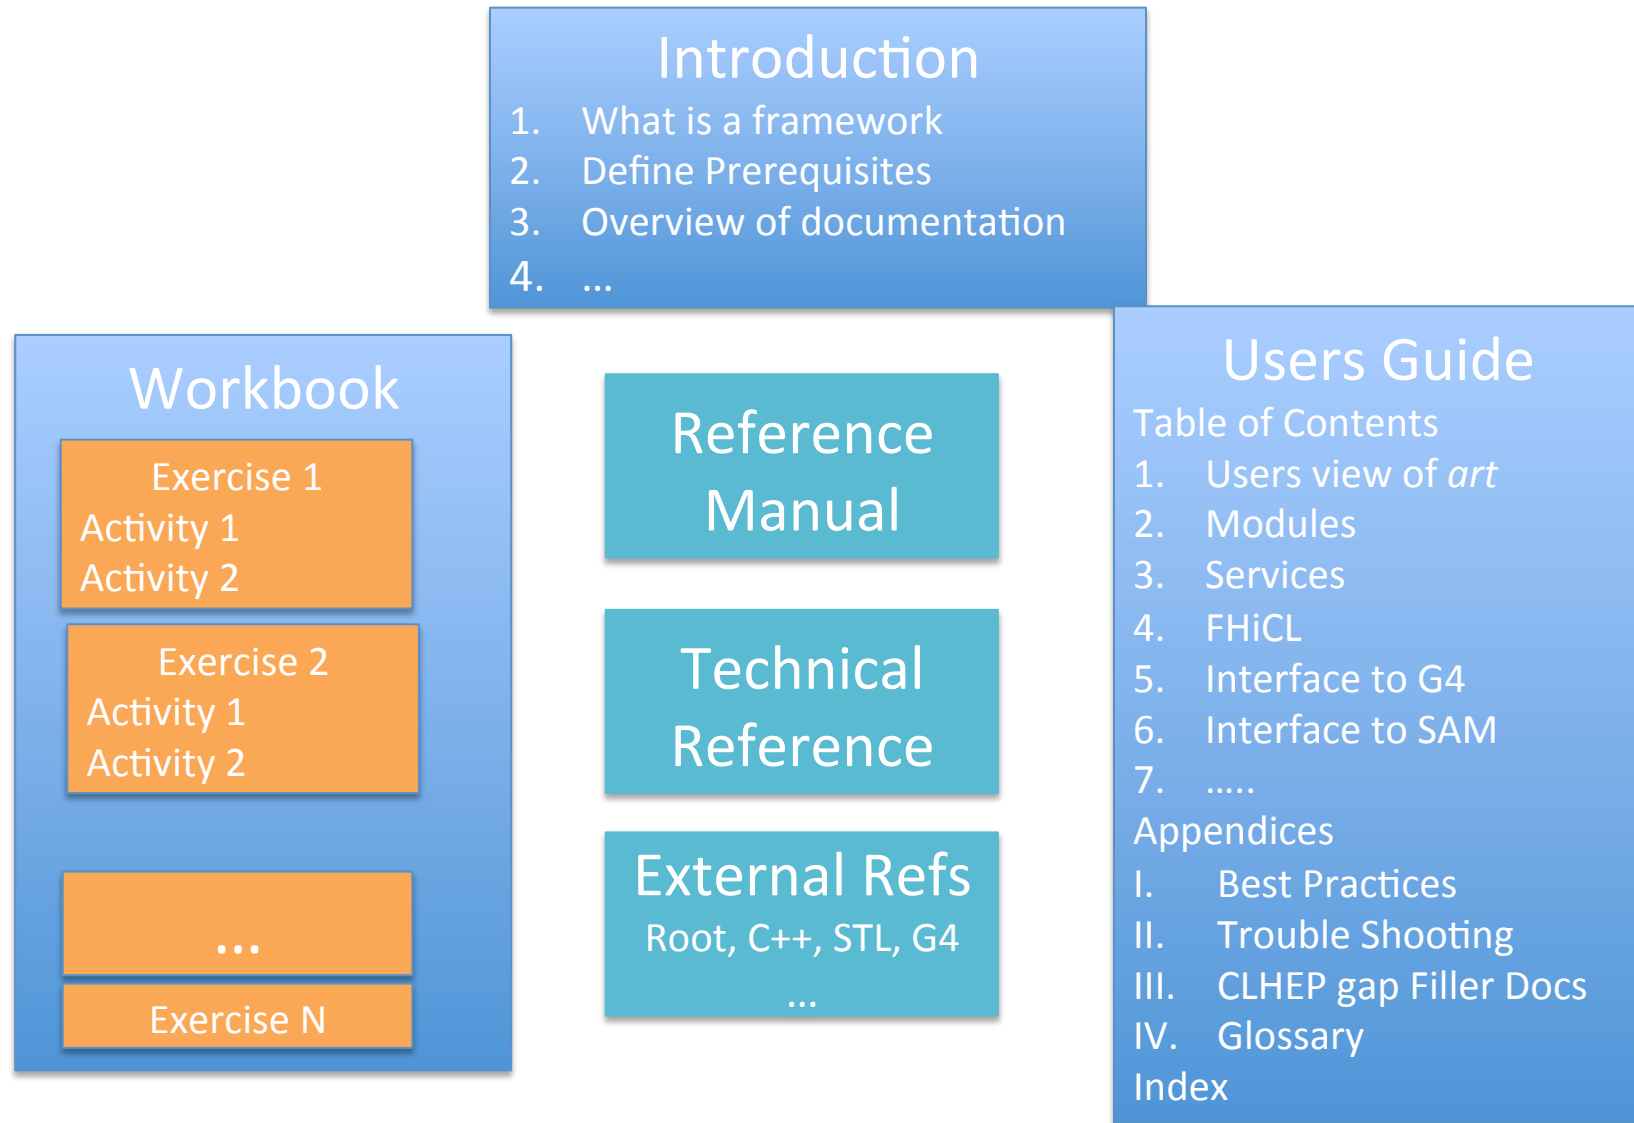 Introduction
1. What is a framework
2. Define Prerequisites
3. Overview of documentation
4. ...
Workbook
Exercise 1
Activity 1
Activity 2
Exercise 2
Activity 1
Activity 2
...
Exercise N
Reference
Manual
Technical
Reference
External Refs
Root, C++, STL, G4
...
Users Guide
Table of Contents
1. Users view of art
2. Modules
3. Services
4. FHiCL
5. Interface to G4
6. Interface to SAM
7. .....
Appendices
I. Best Practices
II. Trouble Shooting
III. CLHEP gap Filler Docs
IV. Glossary
Index